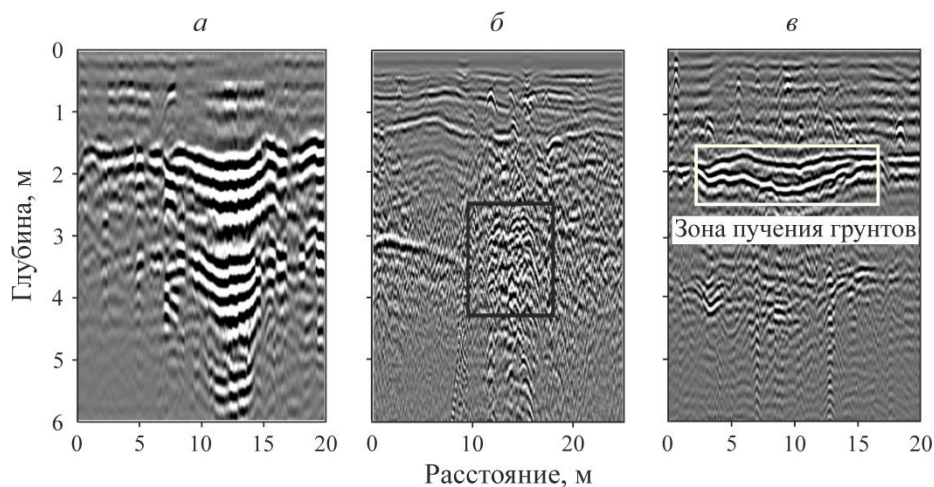 а б в
0
1
2
3
4
5
6
Глубина, м
Зона пучения грунтов
0 5 10 15 20 0 10 20 0 5 10 15 20
Расстояние, м